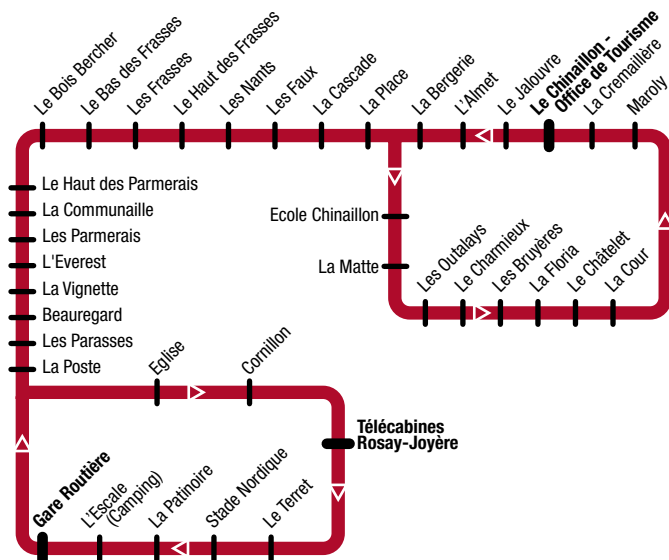 Le Bois Bercher
Le Bas des Frasses
Les Frasses
Le Haut des Frasses
Les Nants
Les Faux
La Cascade
La Place
La Bergerie
L'Almet
Le Jalouvre
Le Chinaillon -
Office de Tourisme
La Cremaillère
Maroly
Le Haut des Parmerais
La Communaille
Les Parmerais
L'Everest
La Vignette
Beauregard
Les Parasses
La Poste
Ecole Chinaillon
La Matte
Les Outalays
Le Charmieux
Les Bruyères
La Floria
Le Châtelet
La Cour
Eglise
Cornillon
Télécabines
Rosay-Joyère
Gare Routière
L'Escale
(Camping)
La Patinoire
Stade Nordique
Le Terret